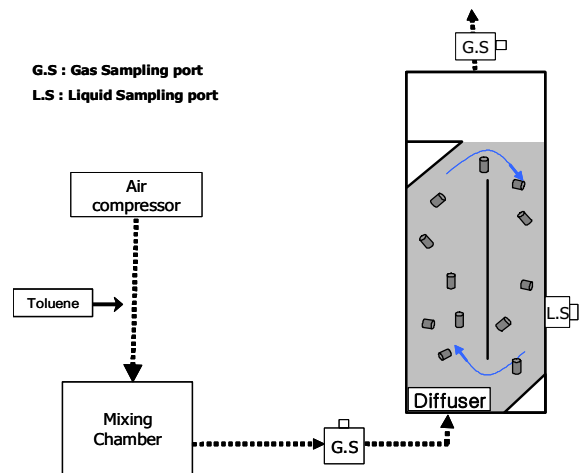 G.S
G.S : Gas Sampling port
L.S : Liquid Sampling port
Air
compressor
Toluene
L.S
Mixing
Chamber
Diffuser
G.S